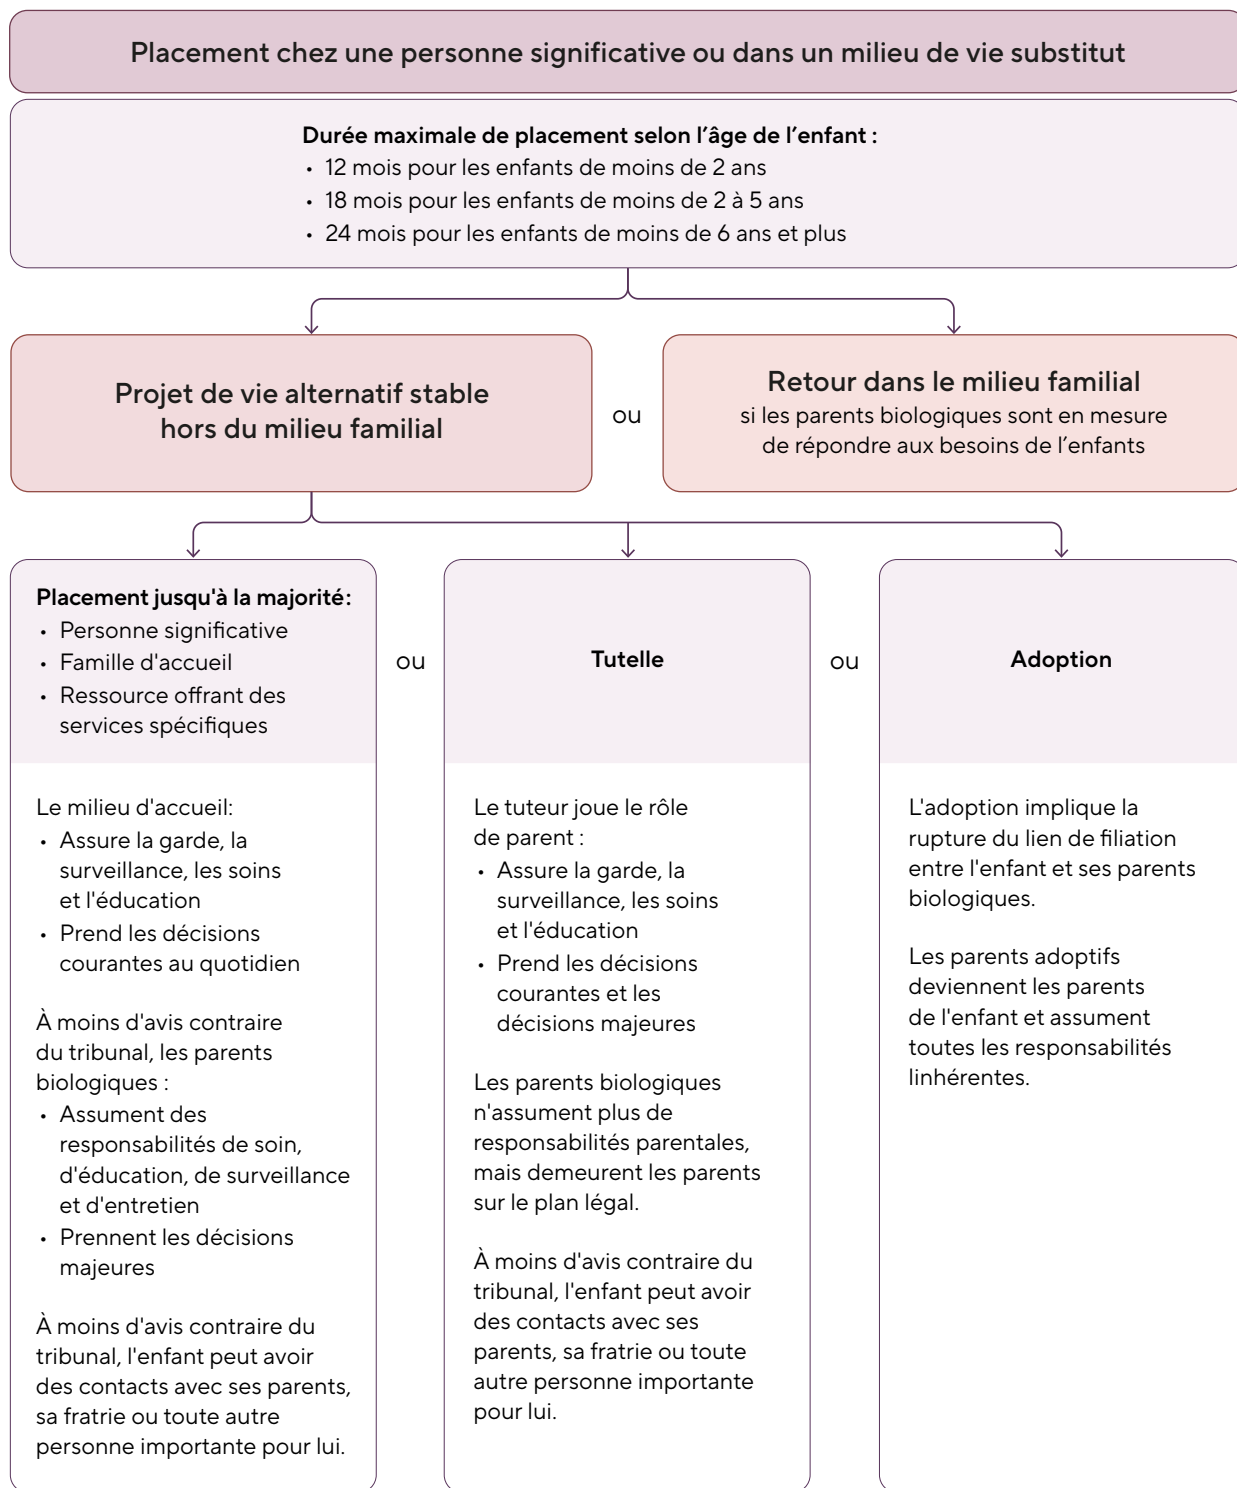 Placement chez une personne significative ou dans un milieu de vie substitut
Durée maximale de placement selon l'âge de l'enfant :
• 12 mois pour les enfants de moins de 2 ans
• 18 mois pour les enfants de moins de 2 à 5 ans
• 24 mois pour les enfants de moins de 6 ans et plus
Projet de vie alternatif stable
hors du milieu familial
ou
Retour dans le milieu familial
si les parents biologiques sont en mesure
de répondre aux besoins de l'enfants
Placement jusqu'à la majorité:
• Personne significative
• Famille d'accueil
• Ressource offrant des
services spécifiques
Le milieu d'accueil:
• Assure la garde, la
surveillance, les soins
et l'éducation
• Prend les décisions
courantes au quotidien
À moins d'avis contraire
du tribunal, les parents
biologiques :
• Assument des
responsabilités de soin,
d'éducation, de surveillance
et d'entretien
• Prennent les décisions
majeures
À moins d'avis contraire du
tribunal, l'enfant peut avoir
des contacts avec ses parents,
sa fratrie ou toute autre
personne importante pour lui.
ou
Tutelle
Le tuteur joue le rôle
de parent :
• Assure la garde, la
surveillance, les soins
et l'éducation
• Prend les décisions
courantes et les
décisions majeures
Les parents biologiques
n'assument plus de
responsabilités parentales,
mais demeurent les parents
sur le plan légal.
À moins d'avis contraire du
tribunal, l'enfant peut avoir
des contacts avec ses
parents, sa fratrie ou toute
autre personne importante
pour lui.
ou
Adoption
L'adoption implique la
rupture du lien de filiation
entre l'enfant et ses parents
biologiques.
Les parents adoptifs
deviennent les parents
de l'enfant et assument
toutes les responsabilités
linhérentes.